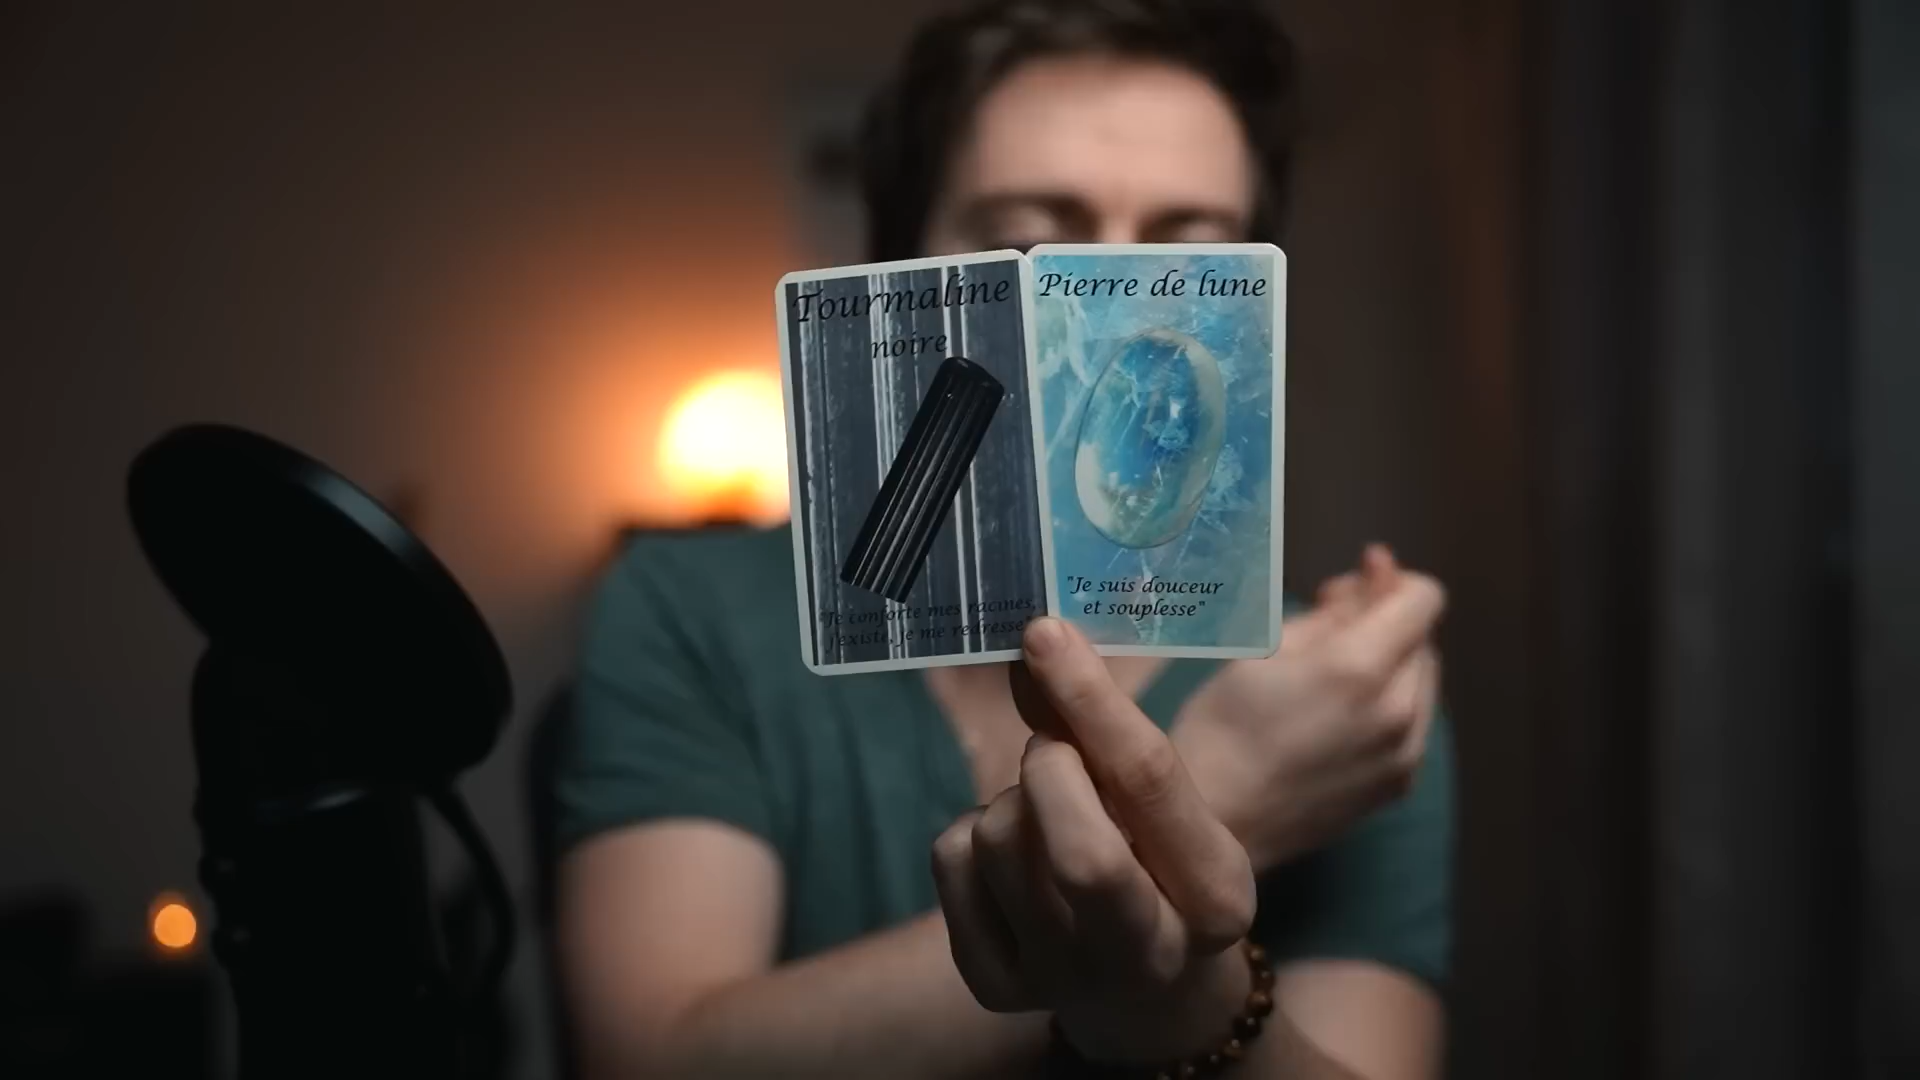 Tourmaline
noire
"Je conforte mes racines,
j'existe, je me redresse"
Pierre de lune
"Je suis douceur
et souplesse"